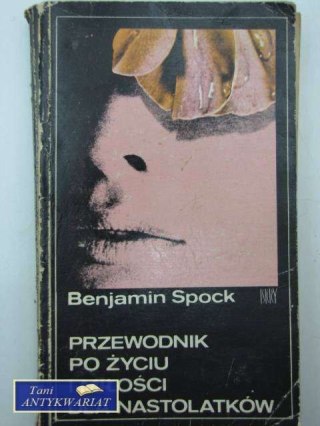 Benjamin Spock
PRZEWODNIK
PO ŻYCIU
OŚCI
NASTOLATKÓW
Tani
ANTYKWARIAT